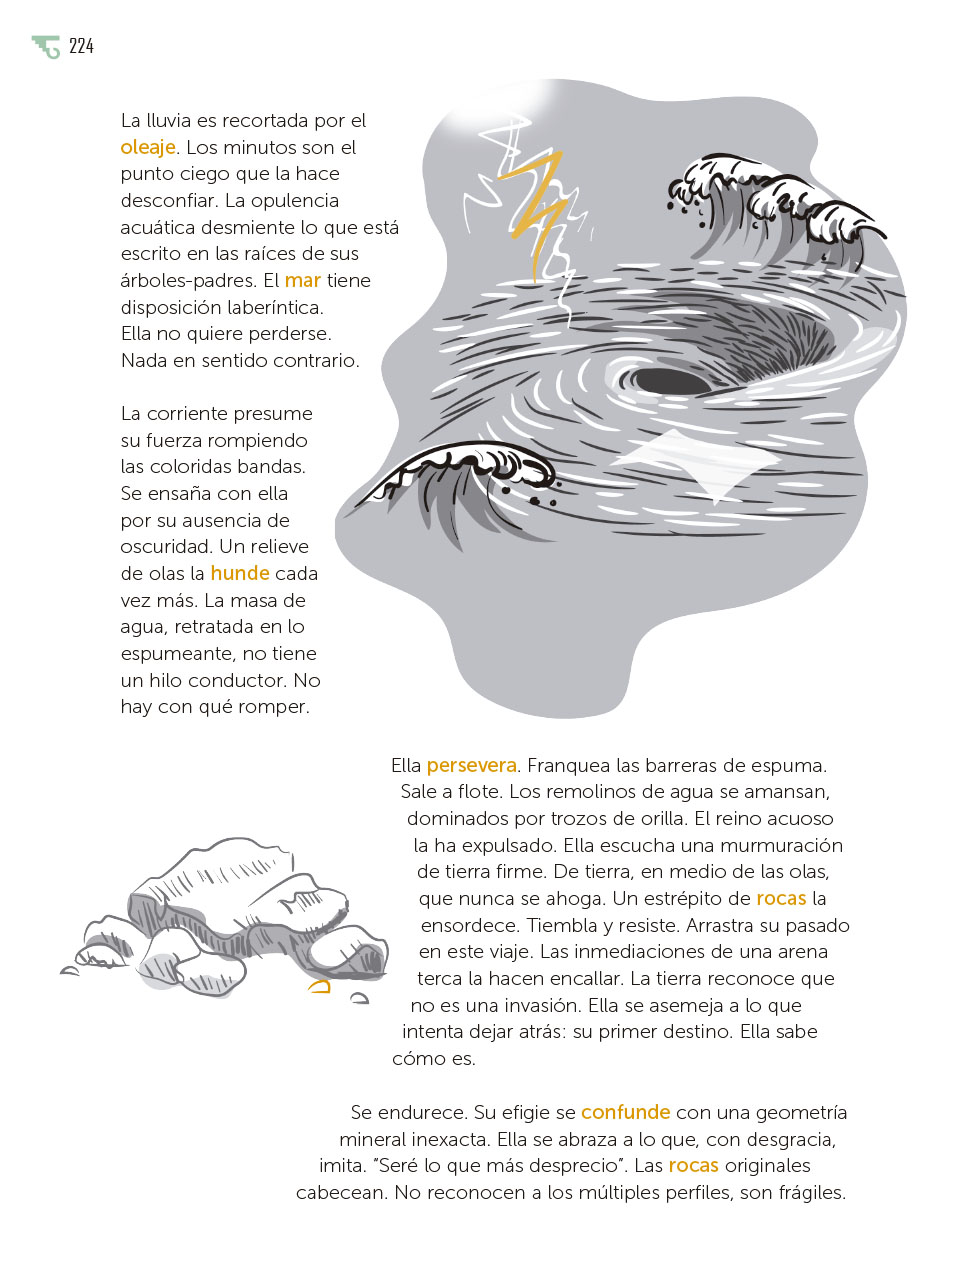 224
La lluvia es recortada por el
oleaje. Los minutos son el
punto ciego que la hace
desconfiar. La opulencia
acuática desmiente lo que está
escrito en las raíces de sus
árboles-padres. El mar tiene
disposición laberíntica.
Ella no quiere perderse.
Nada en sentido contrario.
La corriente presume
su fuerza rompiendo
las coloridas bandas.
Se ensaña con ella
por su ausencia de
oscuridad. Un relieve
de olas la hunde cada
vez más. La masa de
agua, retratada en lo
espumeante, no tiene
un hilo conductor. No
hay con qué romper.
Ella persevera. Franquea las barreras de espuma.
Sale a flote. Los remolinos de agua se amansan,
dominados por trozos de orilla. El reino acuoso
la ha expulsado. Ella escucha una murmuración
de tierra firme. De tierra, en medio de las olas,
que nunca se ahoga. Un estrépito de rocas la
ensordece. Tiembla y resiste. Arrastra su pasado
en este viaje. Las inmediaciones de una arena
terca la hacen encallar. La tierra reconoce que
no es una invasión. Ella se asemeja a lo que
intenta dejar atrás: su primer destino. Ella sabe
cómo es.
Se endurece. Su efigie se confunde con una geometría
mineral inexacta. Ella se abraza a lo que, con desgracia,
imita. “Seré lo que más desprecio”. Las rocas originales
cabecean. No reconocen a los múltiples perfiles, son frágiles.